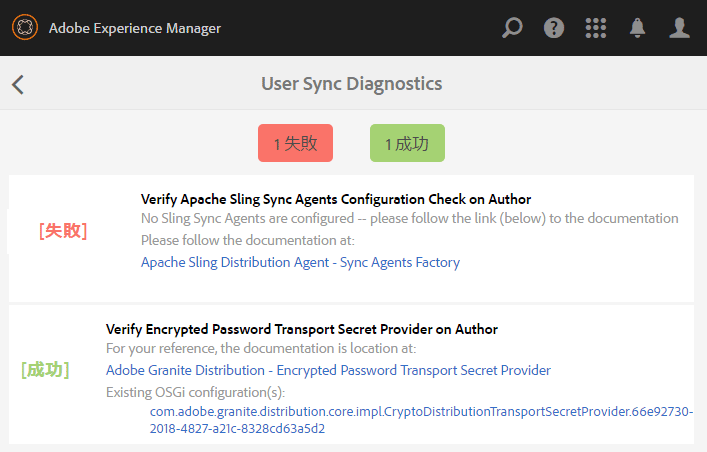 Adobe Experience Manager
User Sync Diagnostics
1 失敗
1 成功
Verify Apache Sling Sync Agents Configuration Check on Author
No Sling Sync Agents are configured -- please follow the link (below) to the documentation
[失敗]
Please follow the documentation at:
Apache Sling Distribution Agent - Sync Agents Factory
Verify Encrypted Password Transport Secret Provider on Author
For your reference, the documentation is location at:
[成功]
Adobe Granite Distribution - Encrypted Password Transport Secret Provider
Existing OSGi configuration(s):
com.adobe.granite.distribution.core.impl.CryptoDistributionTransportSecretProvider.66e92730-
2018-4827-a21c-8328cd63a5d2